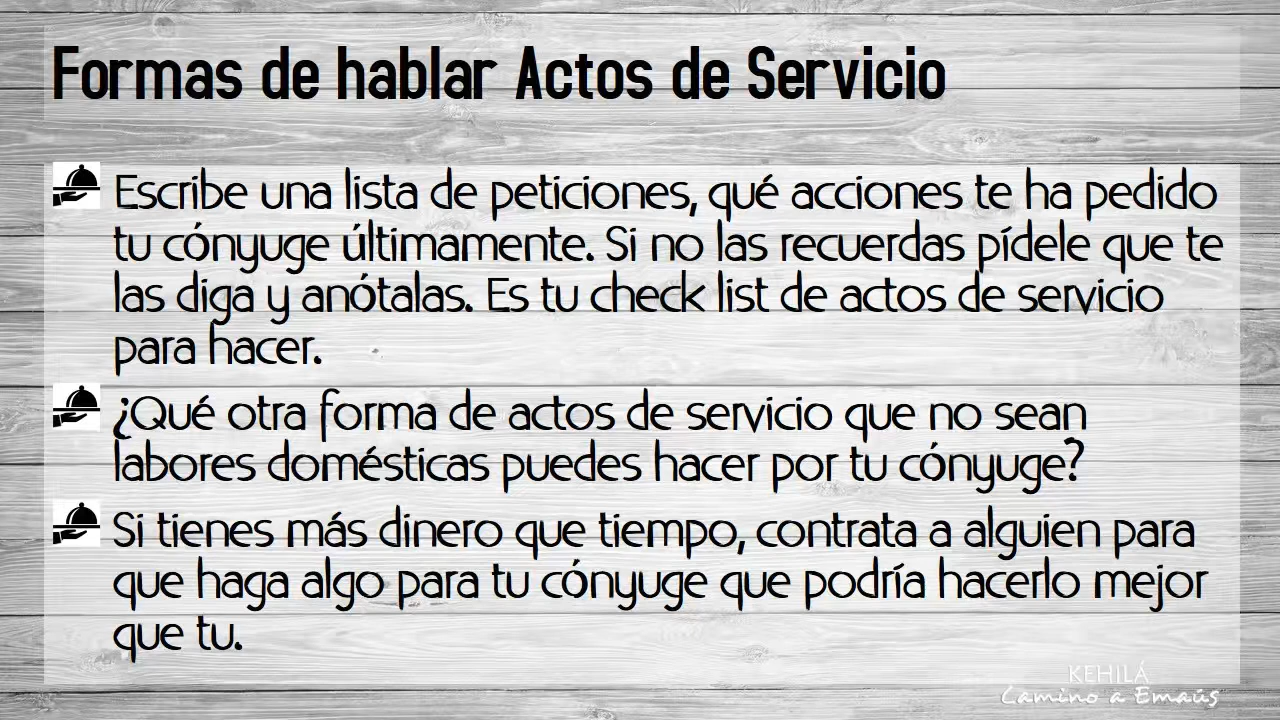 Formas de hablar Actos de Servicio
Escribe una lista de peticiones, qué acciones te ha pedido
tu cónyuge últimamente. Si no las recuerdas pídele que te
las diga y anótalas. Es tu check list de actos de servicio
para hacer.
¿Qué otra forma de actos de servicio que no sean
labores domésticas puedes hacer por tu cónyuge?
Si tienes más dinero que tiempo, contrata a alguien para
que haga algo para tu cónyuge que podría hacerlo mejor
que tu.
KEHILÁ
Camino a Emaús